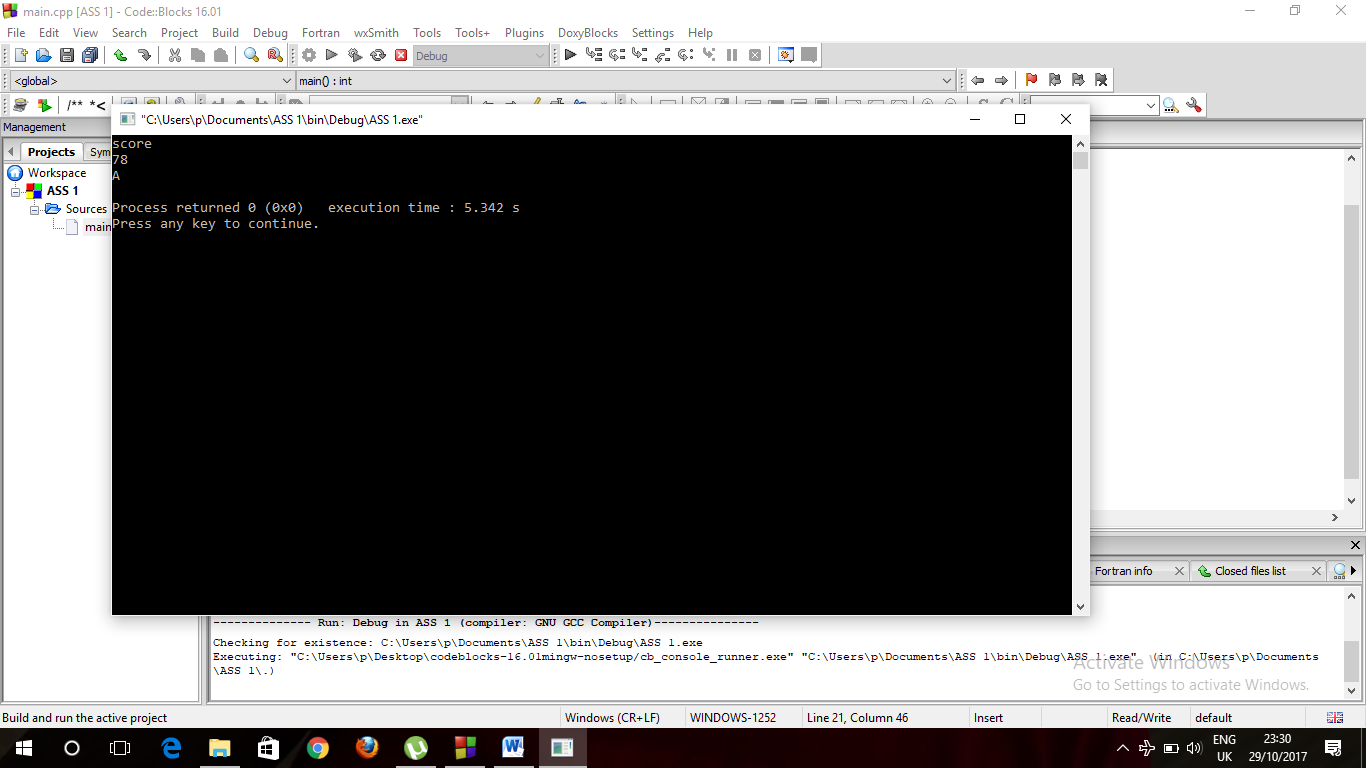 main.cpp [ASS 1] - Code::Blocks 16.01
File Edit View Search Project Build Debug Fortran wxSmith Tools Tools+ Plugins DoxyBlocks Settings Help
Debug
<global> main() : int
/** *<
"C:\Users\p\Documents\ASS 1\bin\Debug\ASS 1.exe"
Management
Projects Sym
Workspace
ASS 1
Sources
main
score
78
A
Process returned 0 (0x0)   execution time : 5.342 s
Press any key to continue.
Fortran info Closed files list
-------------- Run: Debug in ASS 1 (compiler: GNU GCC Compiler)---------------
Checking for existence: C:\Users\p\Documents\ASS 1\bin\Debug\ASS 1.exe
Executing: "C:\Users\p\Desktop\codeblocks-16.01mingw-nosetup/cb_console_runner.exe" "C:\Users\p\Documents\ASS 1\bin\Debug\ASS 1.exe"  (in C:\Users\p\Documents
\ASS 1\.)
Activate Windows
Go to Settings to activate Windows.
Build and run the active project Windows (CR+LF) WINDOWS-1252 Line 21, Column 46 Insert Read/Write default
ENG 23:30
UK 29/10/2017